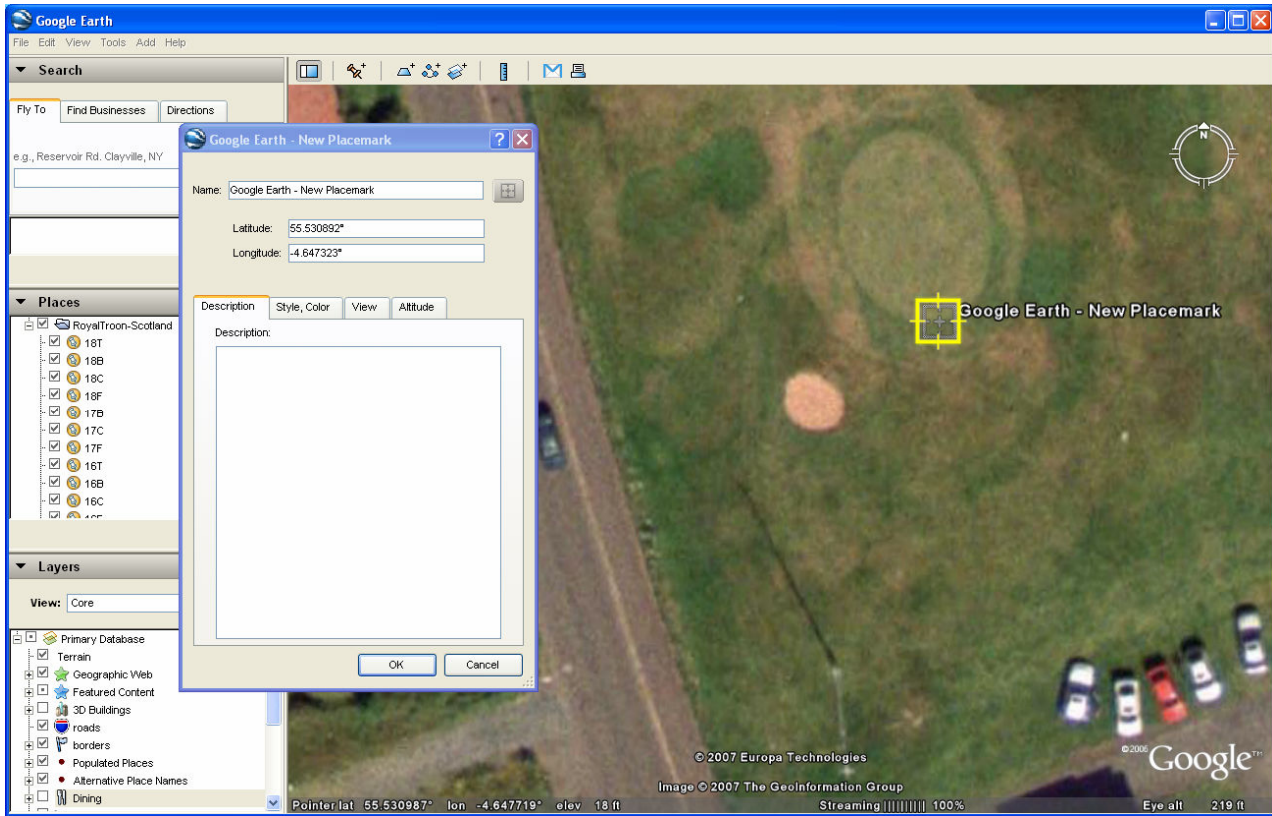 Google Earth
File Edit View Tools Add Help
Search
Fly To Find Businesses Directions
e.g., Reservoir Rd. Clayville, NY
Places
RoyalTroon-Scotland
18T
18B
18C
18F
17B
17C
17F
16T
16B
16C
Layers
View: Core
Primary Database
Terrain
Geographic Web
Featured Content
3D Buildings
roads
borders
Populated Places
Alternative Place Names
Dining
Google Earth - New Placemark
Name: Google Earth - New Placemark
Latitude: 55.530892°
Longitude: -4.647323°
Description Style, Color View Altitude
Description:
OK Cancel
N
Google Earth - New Placemark
© 2007 Europa Technologies
Image © 2007 The GeoInformation Group
©2006 Google™
Pointer lat 55.530987° lon -4.647719° elev 18 ft Streaming |||||||||| 100% Eye alt 219 ft